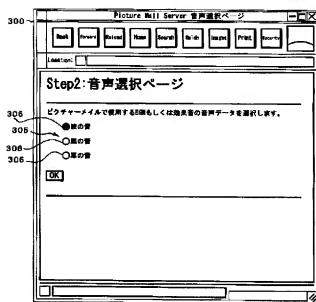 Picture Mail Server 音声選択ページ
300
Back Forward Reload Home Search Guide Images Print Security
Location:
Step2:音声選択ページ
ピクチャーメイルで使用するBGMもしくは効果音の音声データを選択します。
306 波の音
306 風の音
306 草の音
306
OK